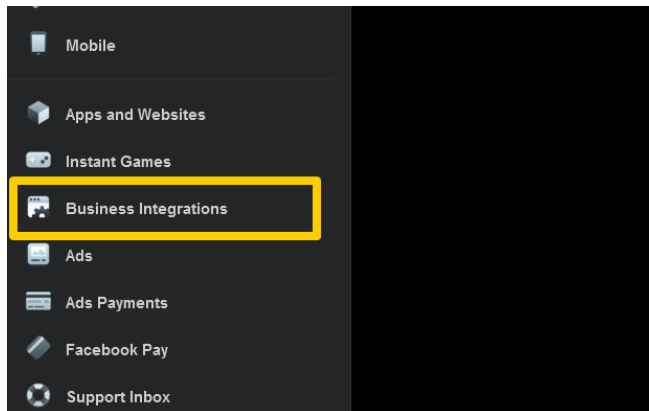 Mobile
Apps and Websites
Instant Games
Business Integrations
Ads
Ads Payments
Facebook Pay
Support Inbox